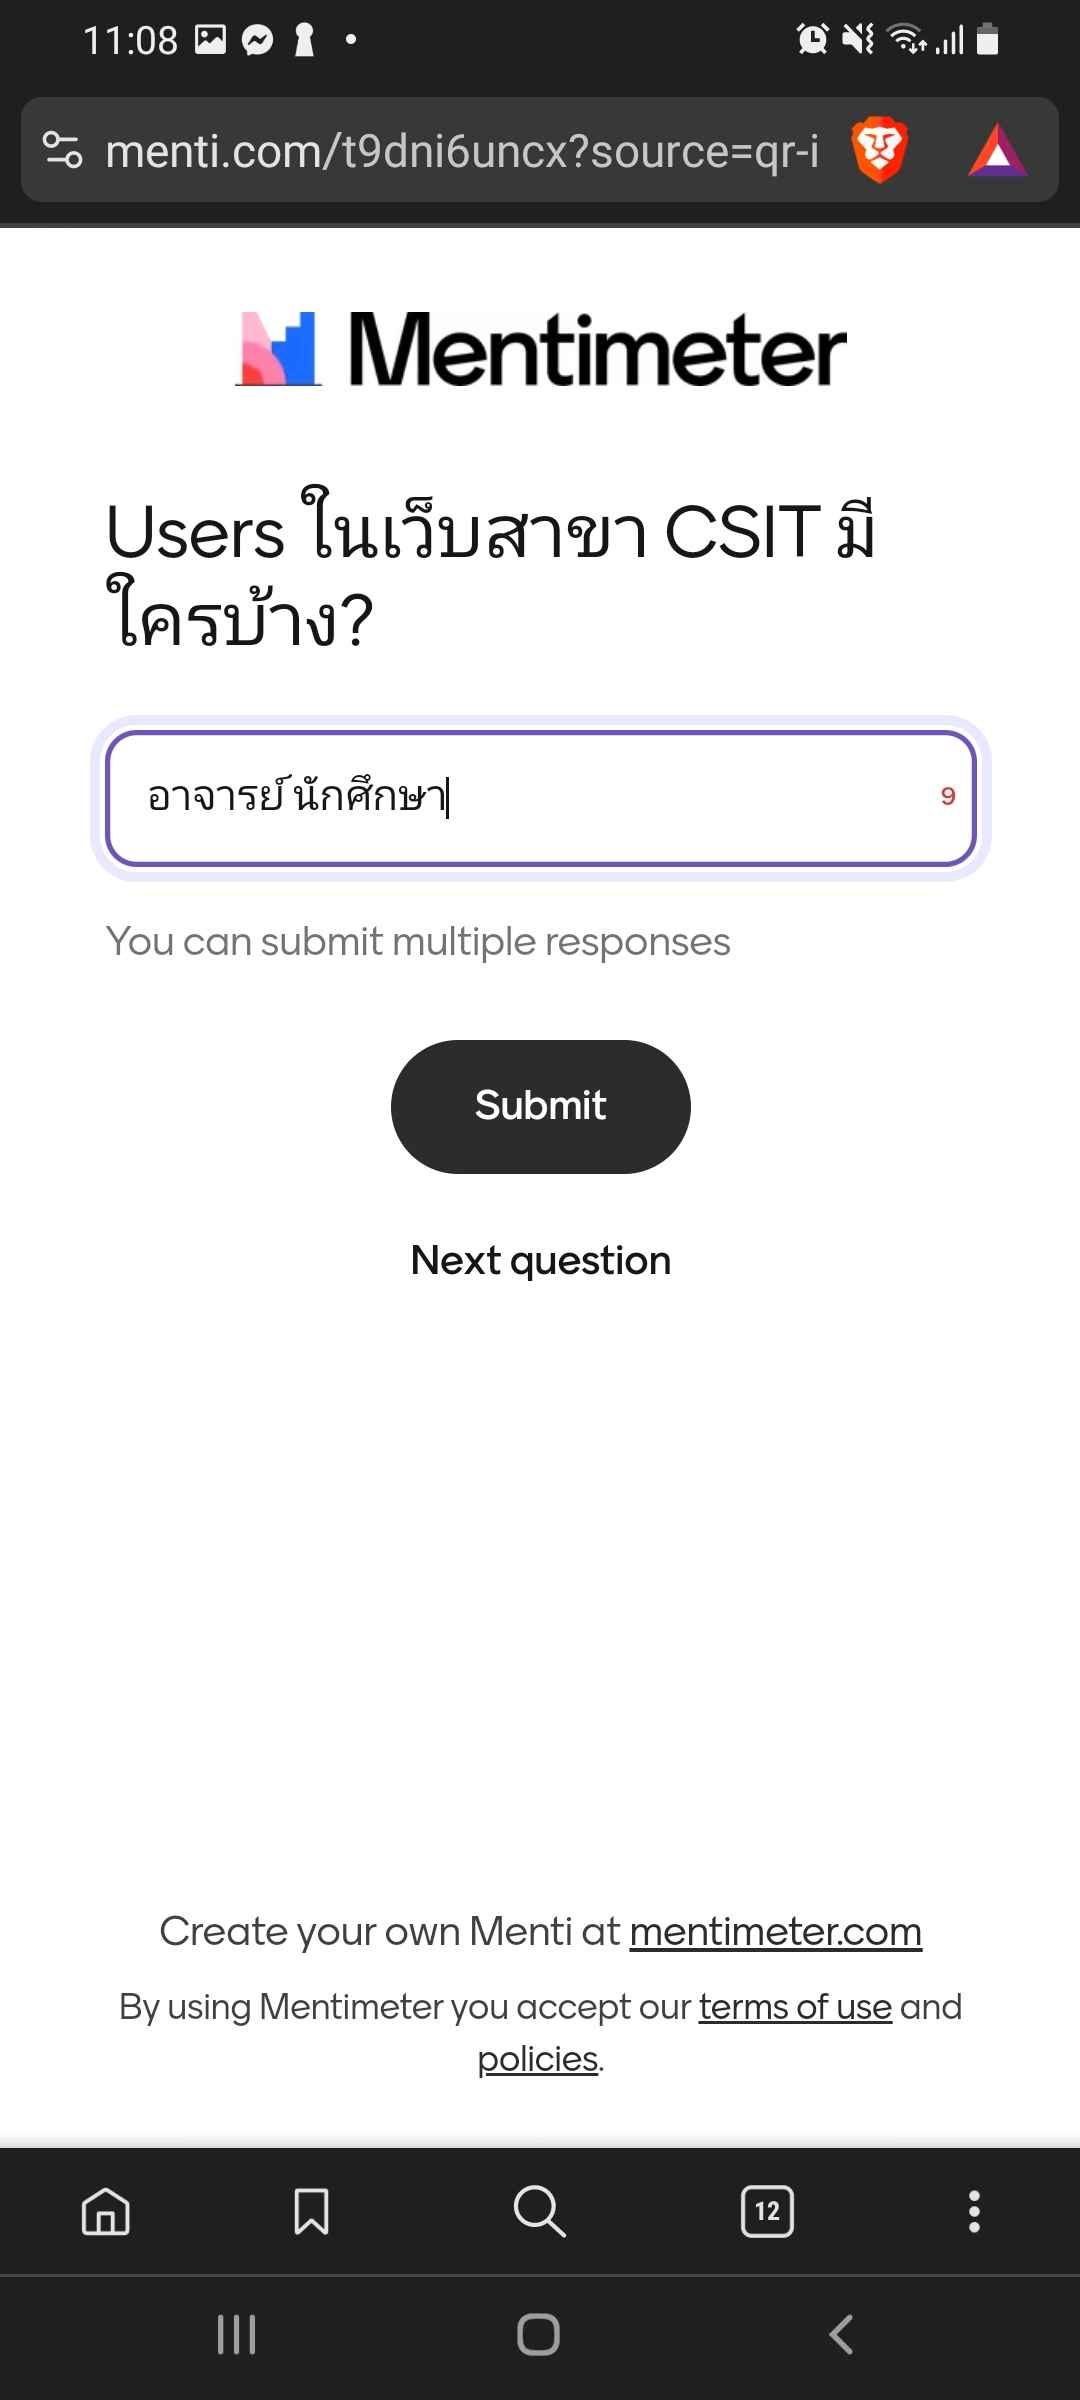 11:08
menti.com/t9dni6uncx?source=qr-i
Mentimeter
Users ในเว็บสาขา CSIT มี
ใครบ้าง?
อาจารย์ นักศึกษา
9
You can submit multiple responses
Submit
Next question
Create your own Menti at mentimeter.com
By using Mentimeter you accept our terms of use and
policies.
12